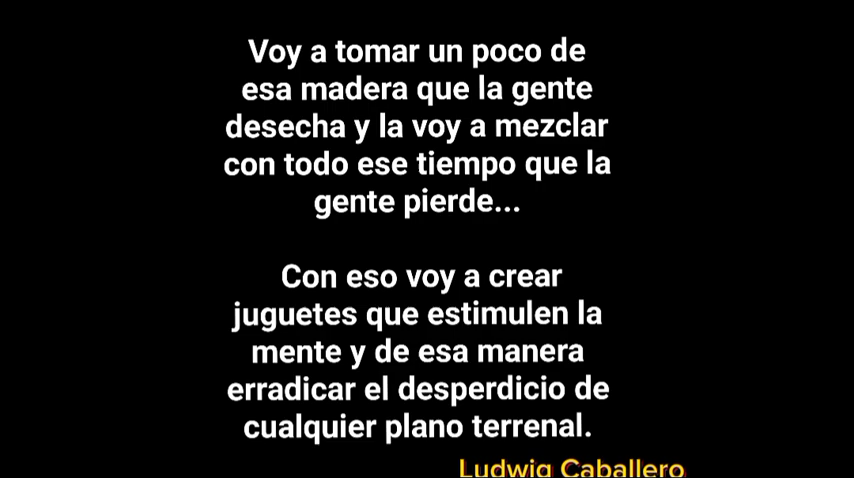 Voy a tomar un poco de
esa madera que la gente
desecha y la voy a mezclar
con todo ese tiempo que la
gente pierde...
Con eso voy a crear
juguetes que estimulen la
mente y de esa manera
erradicar el desperdicio de
cualquier plano terrenal.
Ludwig Caballero